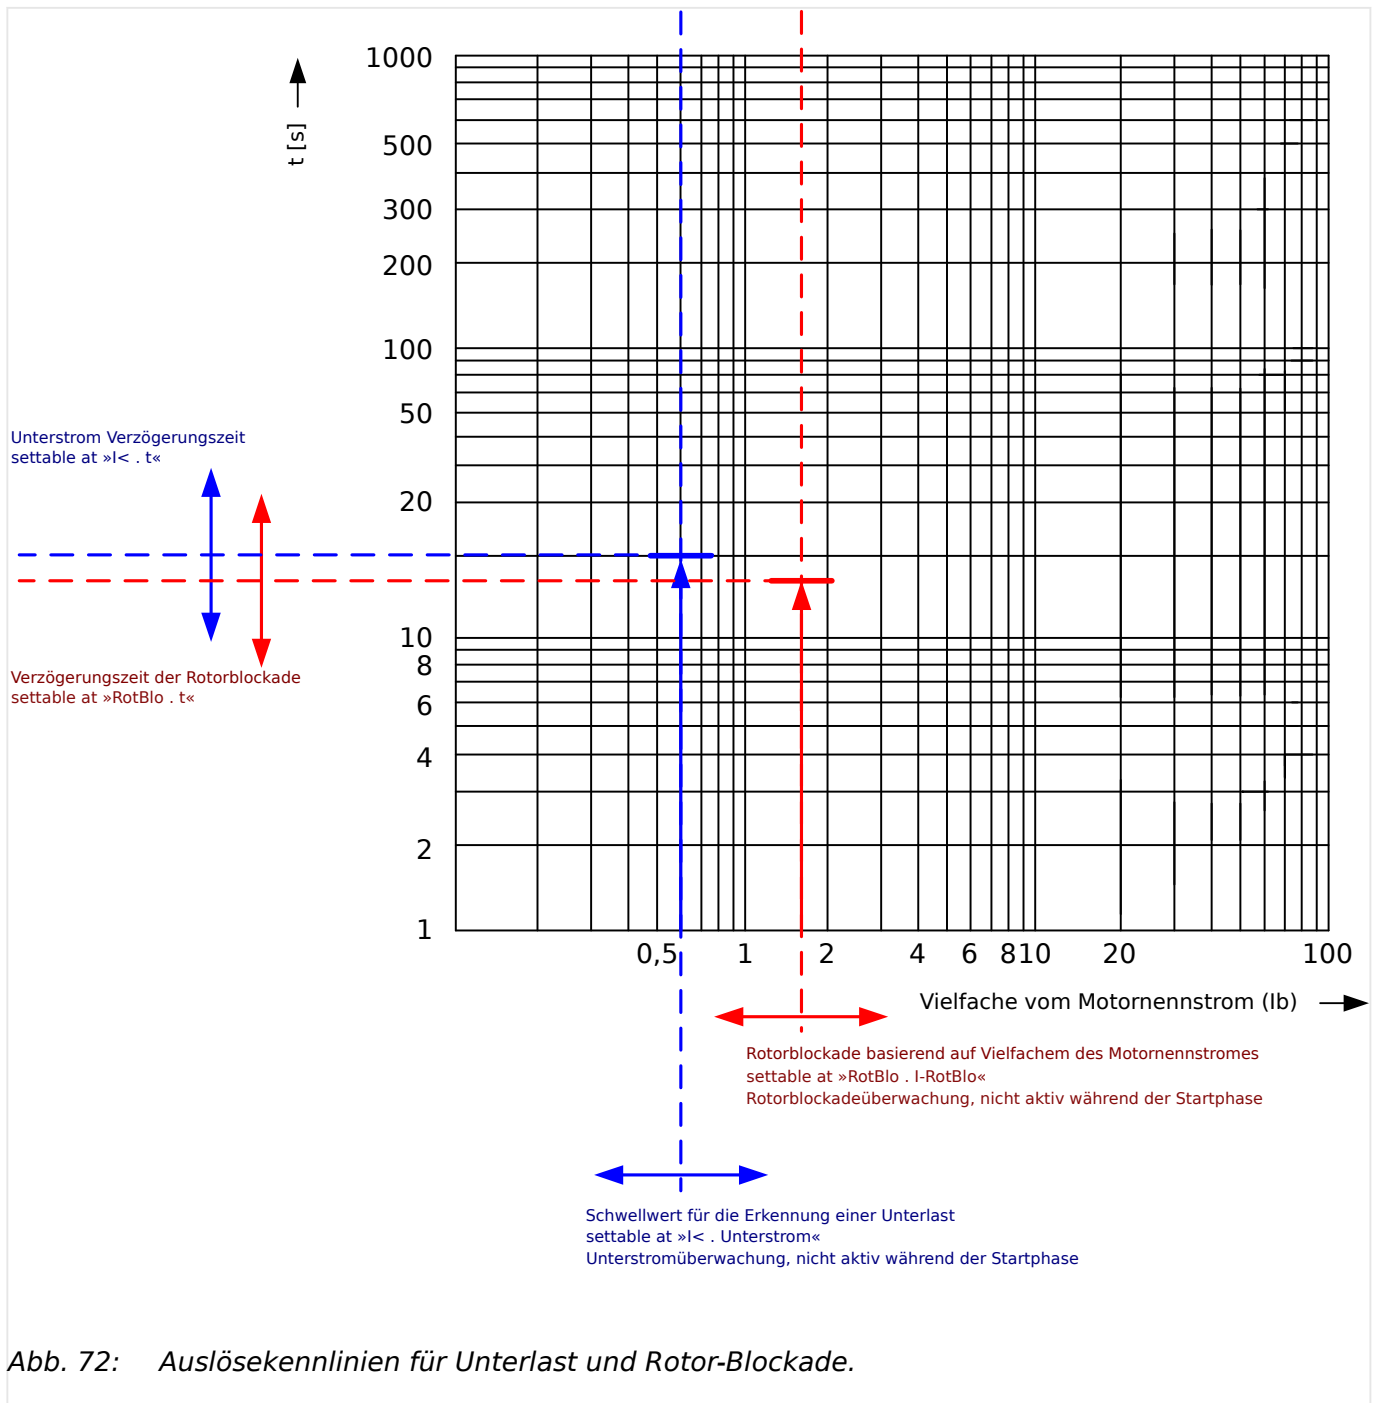 1000
t [s]
500
300
200
100
50
Unterstrom Verzögerungszeit
settable at »I< . t«
20
10
8
Verzögerungszeit der Rotorblockade
settable at »RotBlo . t«
6
4
2
1
0,5 1 2 4 6 8 10 20 100
Vielfache vom Motornennstrom (Ib)
Rotorblockade basierend auf Vielfachem des Motornennstromes
settable at »RotBlo . I-RotBlo«
Rotorblockadeüberwachung, nicht aktiv während der Startphase
Schwellwert für die Erkennung einer Unterlast
settable at »I< . Unterstrom«
Unterstromüberwachung, nicht aktiv während der Startphase
Abb. 72: Auslösekennlinien für Unterlast und Rotor-Blockade.